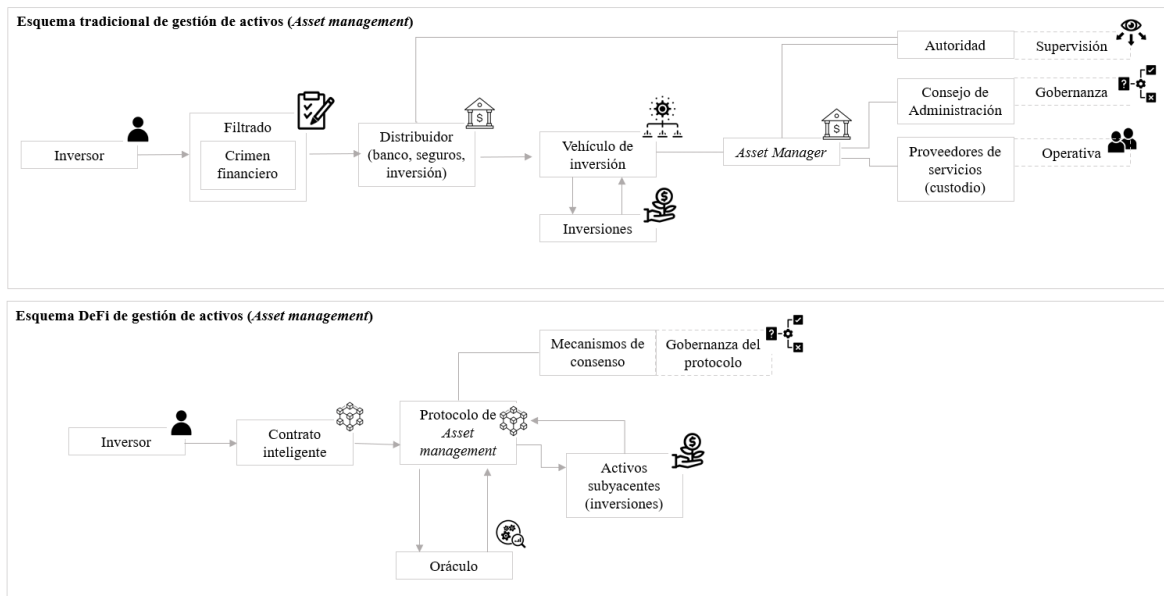 Esquema tradicional de gestión de activos (Asset management)
Autoridad
Supervisión
Consejo de
Administración
Gobernanza
Filtrado
Crimen
financiero
Inversor
Distribuidor
(banco, seguros,
inversión)
Vehículo de
inversión
Asset Manager
Proveedores de
servicios
(custodio)
Operativa
Inversiones
Esquema DeFi de gestión de activos (Asset management)
Mecanismos de
consenso
Gobernanza del
protocolo
Inversor
Contrato
inteligente
Protocolo de
Asset
management
Activos
subyacentes
(inversiones)
Oráculo